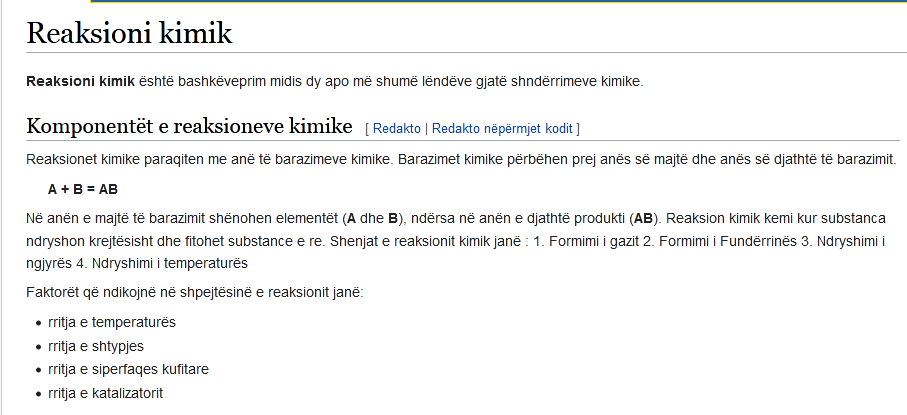 Reaksioni kimik
Reaksioni kimik është bashkëveprim midis dy apo më shumë lëndëve gjatë shndërrimeve kimike.
Komponentët e reaksioneve kimike [ Redakto | Redakto nëpërmjet kodit ]
Reaksionet kimike paraqiten me anë të barazimeve kimike. Barazimet kimike përbëhen prej anës së majtë dhe anës së djathtë të barazimit.
A + B = AB
Në anën e majtë të barazimit shënohen elementët (A dhe B), ndërsa në anën e djathtë produkti (AB). Reaksion kimik kemi kur substanca
ndryshon krejtësisht dhe fitohet substance e re. Shenjat e reaksionit kimik janë : 1. Formimi i gazit 2. Formimi i Fundërrinës 3. Ndryshimi i
ngjyrës 4. Ndryshimi i temperaturës
Faktorët që ndikojnë në shpejtësinë e reaksionit janë:
• rritja e temperaturës
• rritja e shtypjes
• rritja e siperfaqes kufitare
• rritja e katalizatorit